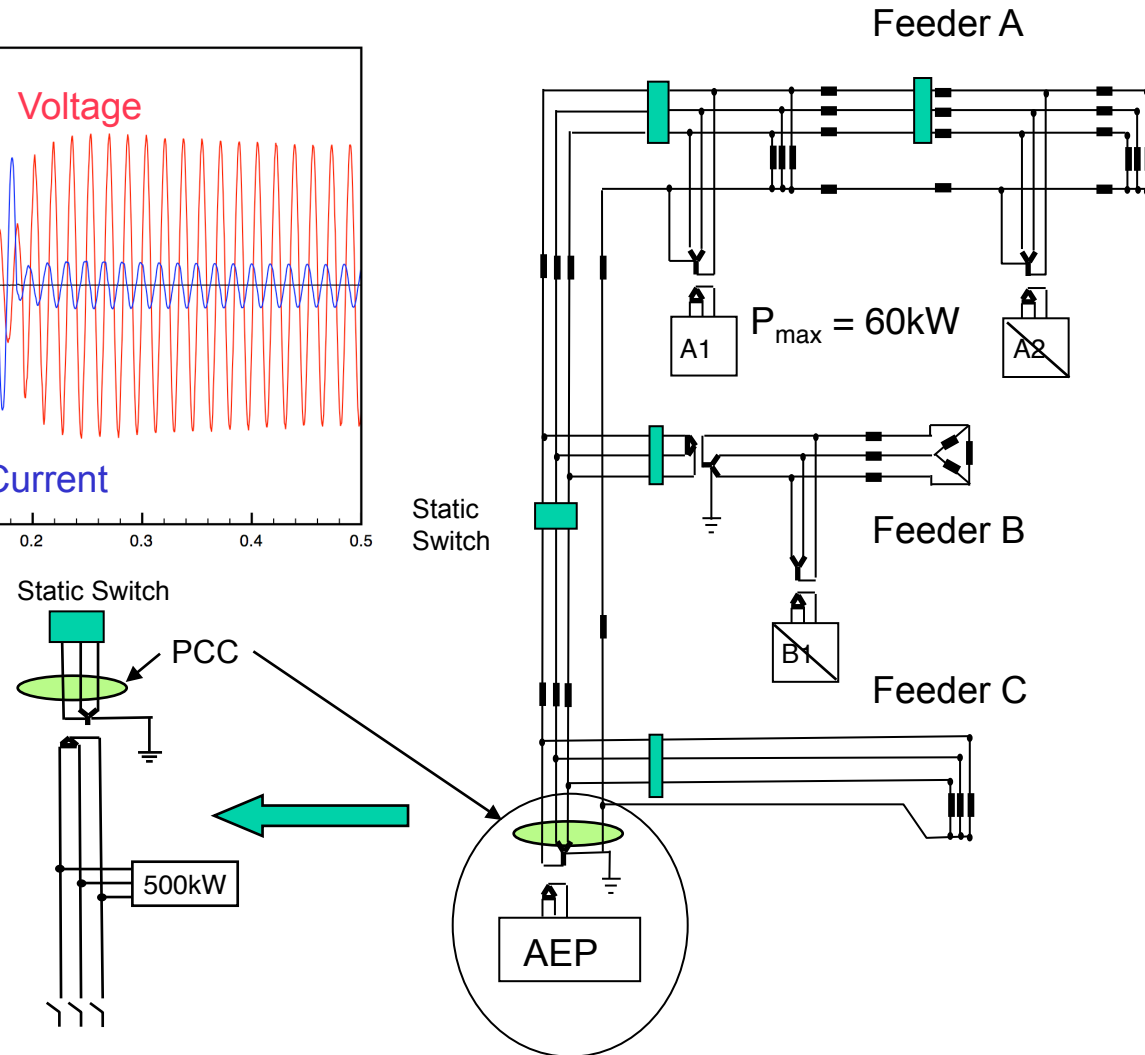 Feeder A
Voltage
P_max = 60kW
A1
A2
Current
0.2 0.3 0.4 0.5
Static
Switch
Feeder B
Static Switch
PCC
B1
Feeder C
500kW
AEP